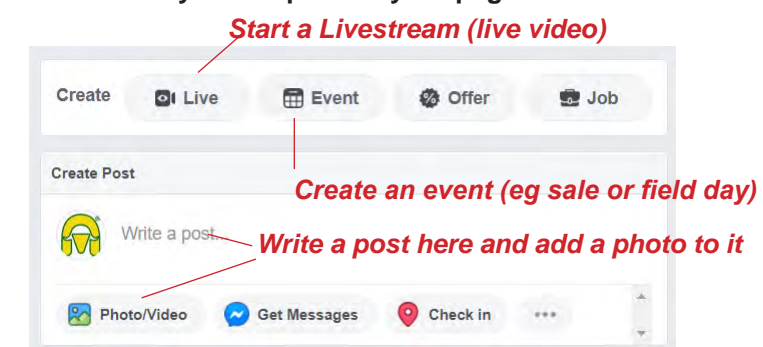 Start a Livestream (live video)
Create Live Event Offer Job
Create Post
Create an event (eg sale or field day)
Write a post...
Write a post here and add a photo to it
Photo/Video Get Messages Check in ...